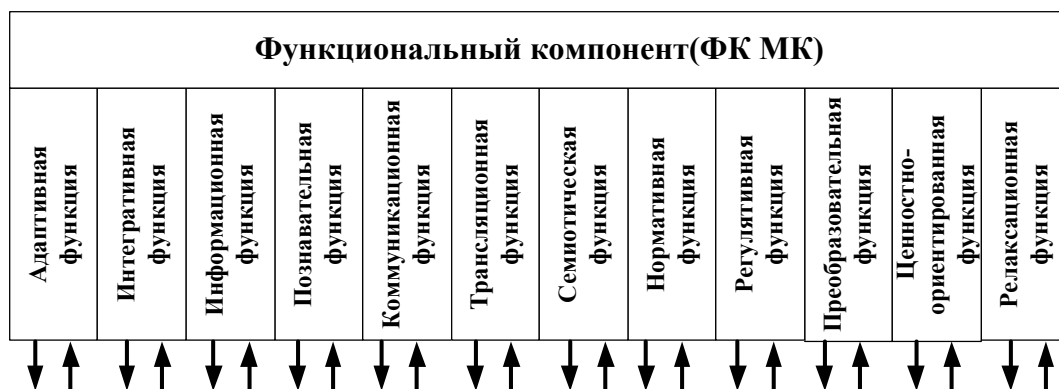 Функциональный компонент(ФК МК)
Адаптивная
функция
Интегративная
функция
Информационная
функция
Познавательная
функция
Коммуникационная
функция
Трансляционная
функция
Семиотическая
функция
Нормативная
функция
Регулятивная
функция
Преобразовательная
функция
Ценностно-
ориентированная
функция
Релаксационная
функция